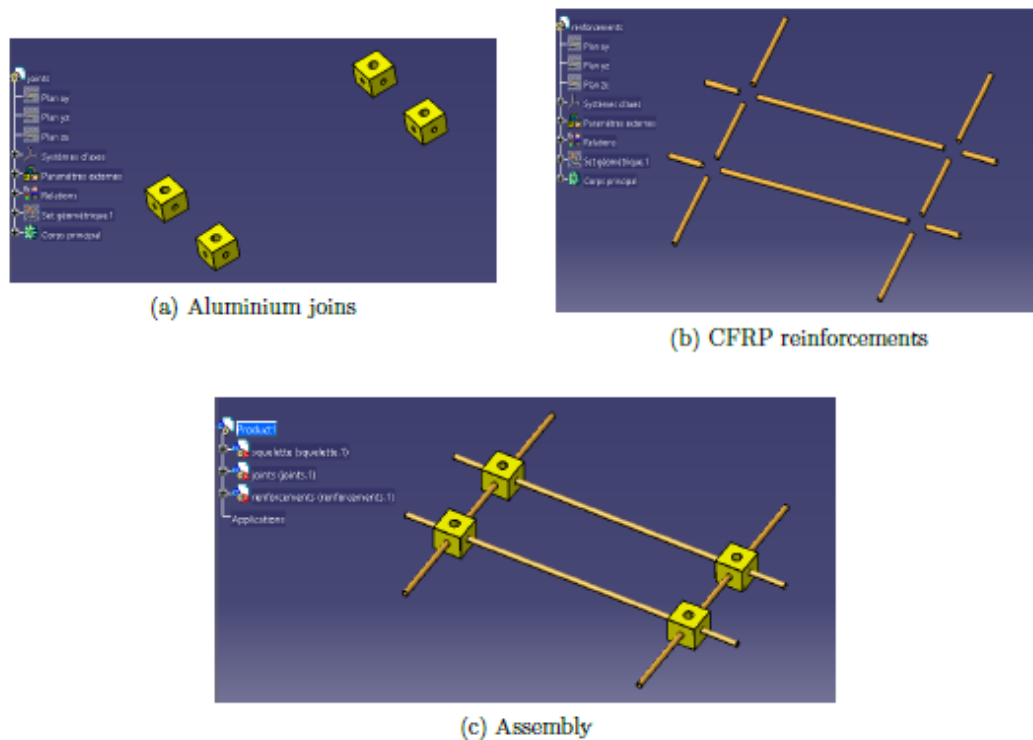 joints
Plan xy
Plan yz
Plan zx
Systèmes d'axes
Paramètres externes
Relations
Set géométrique.1
Corps principal
(a) Aluminium joins
renforcements
Plan xy
Plan yz
Plan zx
Systèmes d'axes
Paramètres externes
Relations
Set géométrique.1
Corps principal
(b) CFRP reinforcements
Product1
squelette (squelette.1)
joints (joints.1)
renforcements (renforcements.1)
Applications
(c) Assembly